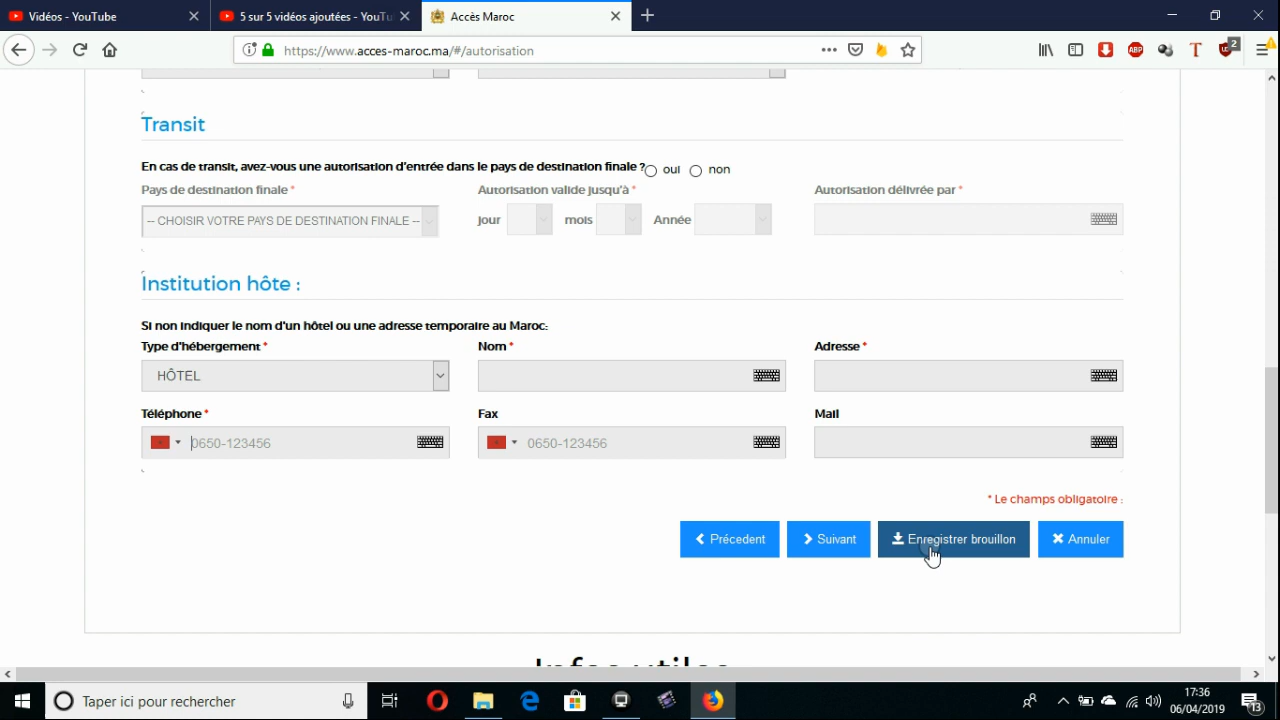 Vidéos - YouTube
5 sur 5 vidéos ajoutées - YouTu
Accès Maroc
https://www.acces-maroc.ma/#/autorisation
ABP
T
2
Transit
En cas de transit, avez-vous une autorisation d'entrée dans le pays de destination finale ? oui non
Pays de destination finale * Autorisation valide jusqu'à * Autorisation délivrée par *
-- CHOISIR VOTRE PAYS DE DESTINATION FINALE -- jour mois Année
Institution hôte :
Si non indiquer le nom d'un hôtel ou une adresse temporaire au Maroc:
Type d'hébergement * Nom * Adresse *
HÔTEL
Téléphone * Fax Mail
0650-123456 0650-123456
* Le champs obligatoire :
Précedent Suivant Enregistrer brouillon Annuler
Infos utiles
Taper ici pour rechercher
17:36
06/04/2019
13